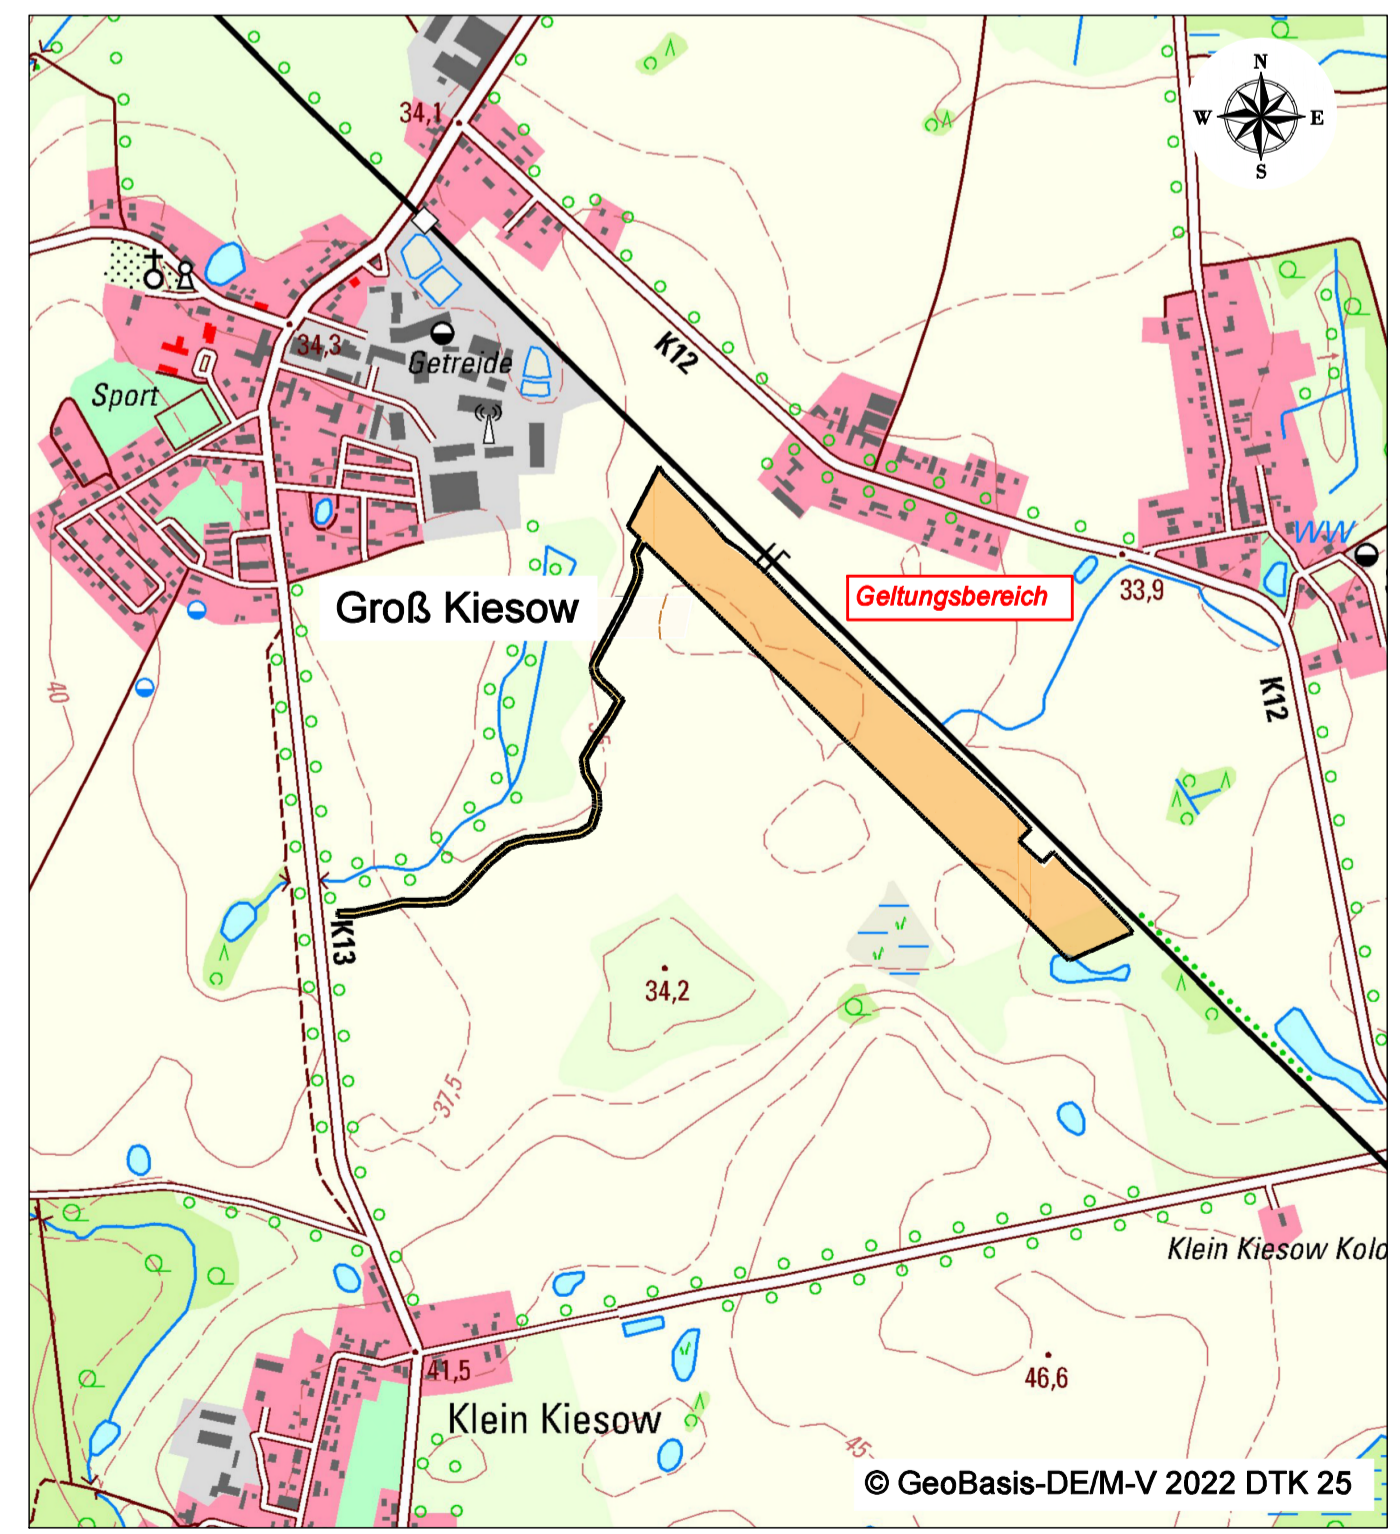 N
W E
S
34,1
34,3
Getreide
Sport
K12
WW
33,9
Geltungsbereich
Groß Kiesow
40
35
K12
K13
34,2
37,5
Klein Kiesow Kolo
41,5
46,6
Klein Kiesow
45
© GeoBasis-DE/M-V 2022 DTK 25